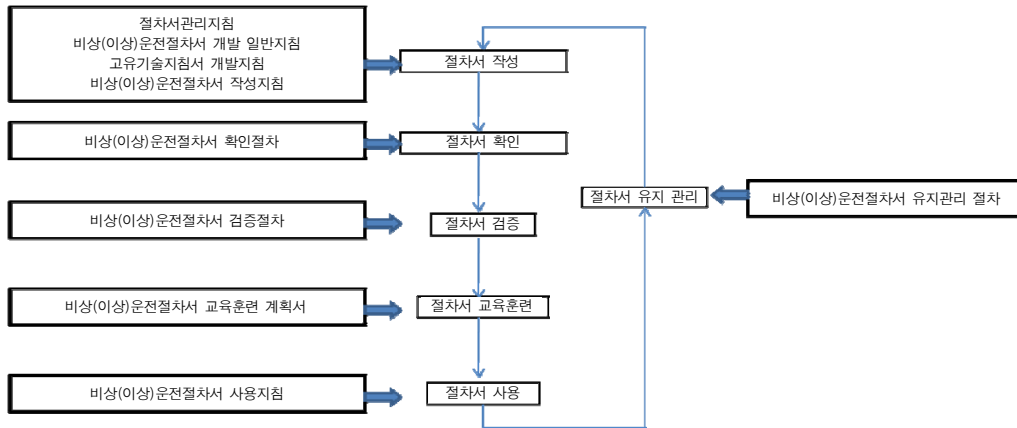 절차서관리지침
비상(이상)운전절차서 개발 일반지침
고유기술지침서 개발지침
비상(이상)운전절차서 작성지침
절차서 작성
비상(이상)운전절차서 확인절차
절차서 확인
절차서 유지 관리
비상(이상)운전절차서 유지관리 절차
비상(이상)운전절차서 검증절차
절차서 검증
비상(이상)운전절차서 교육훈련 계획서
절차서 교육훈련
비상(이상)운전절차서 사용지침
절차서 사용